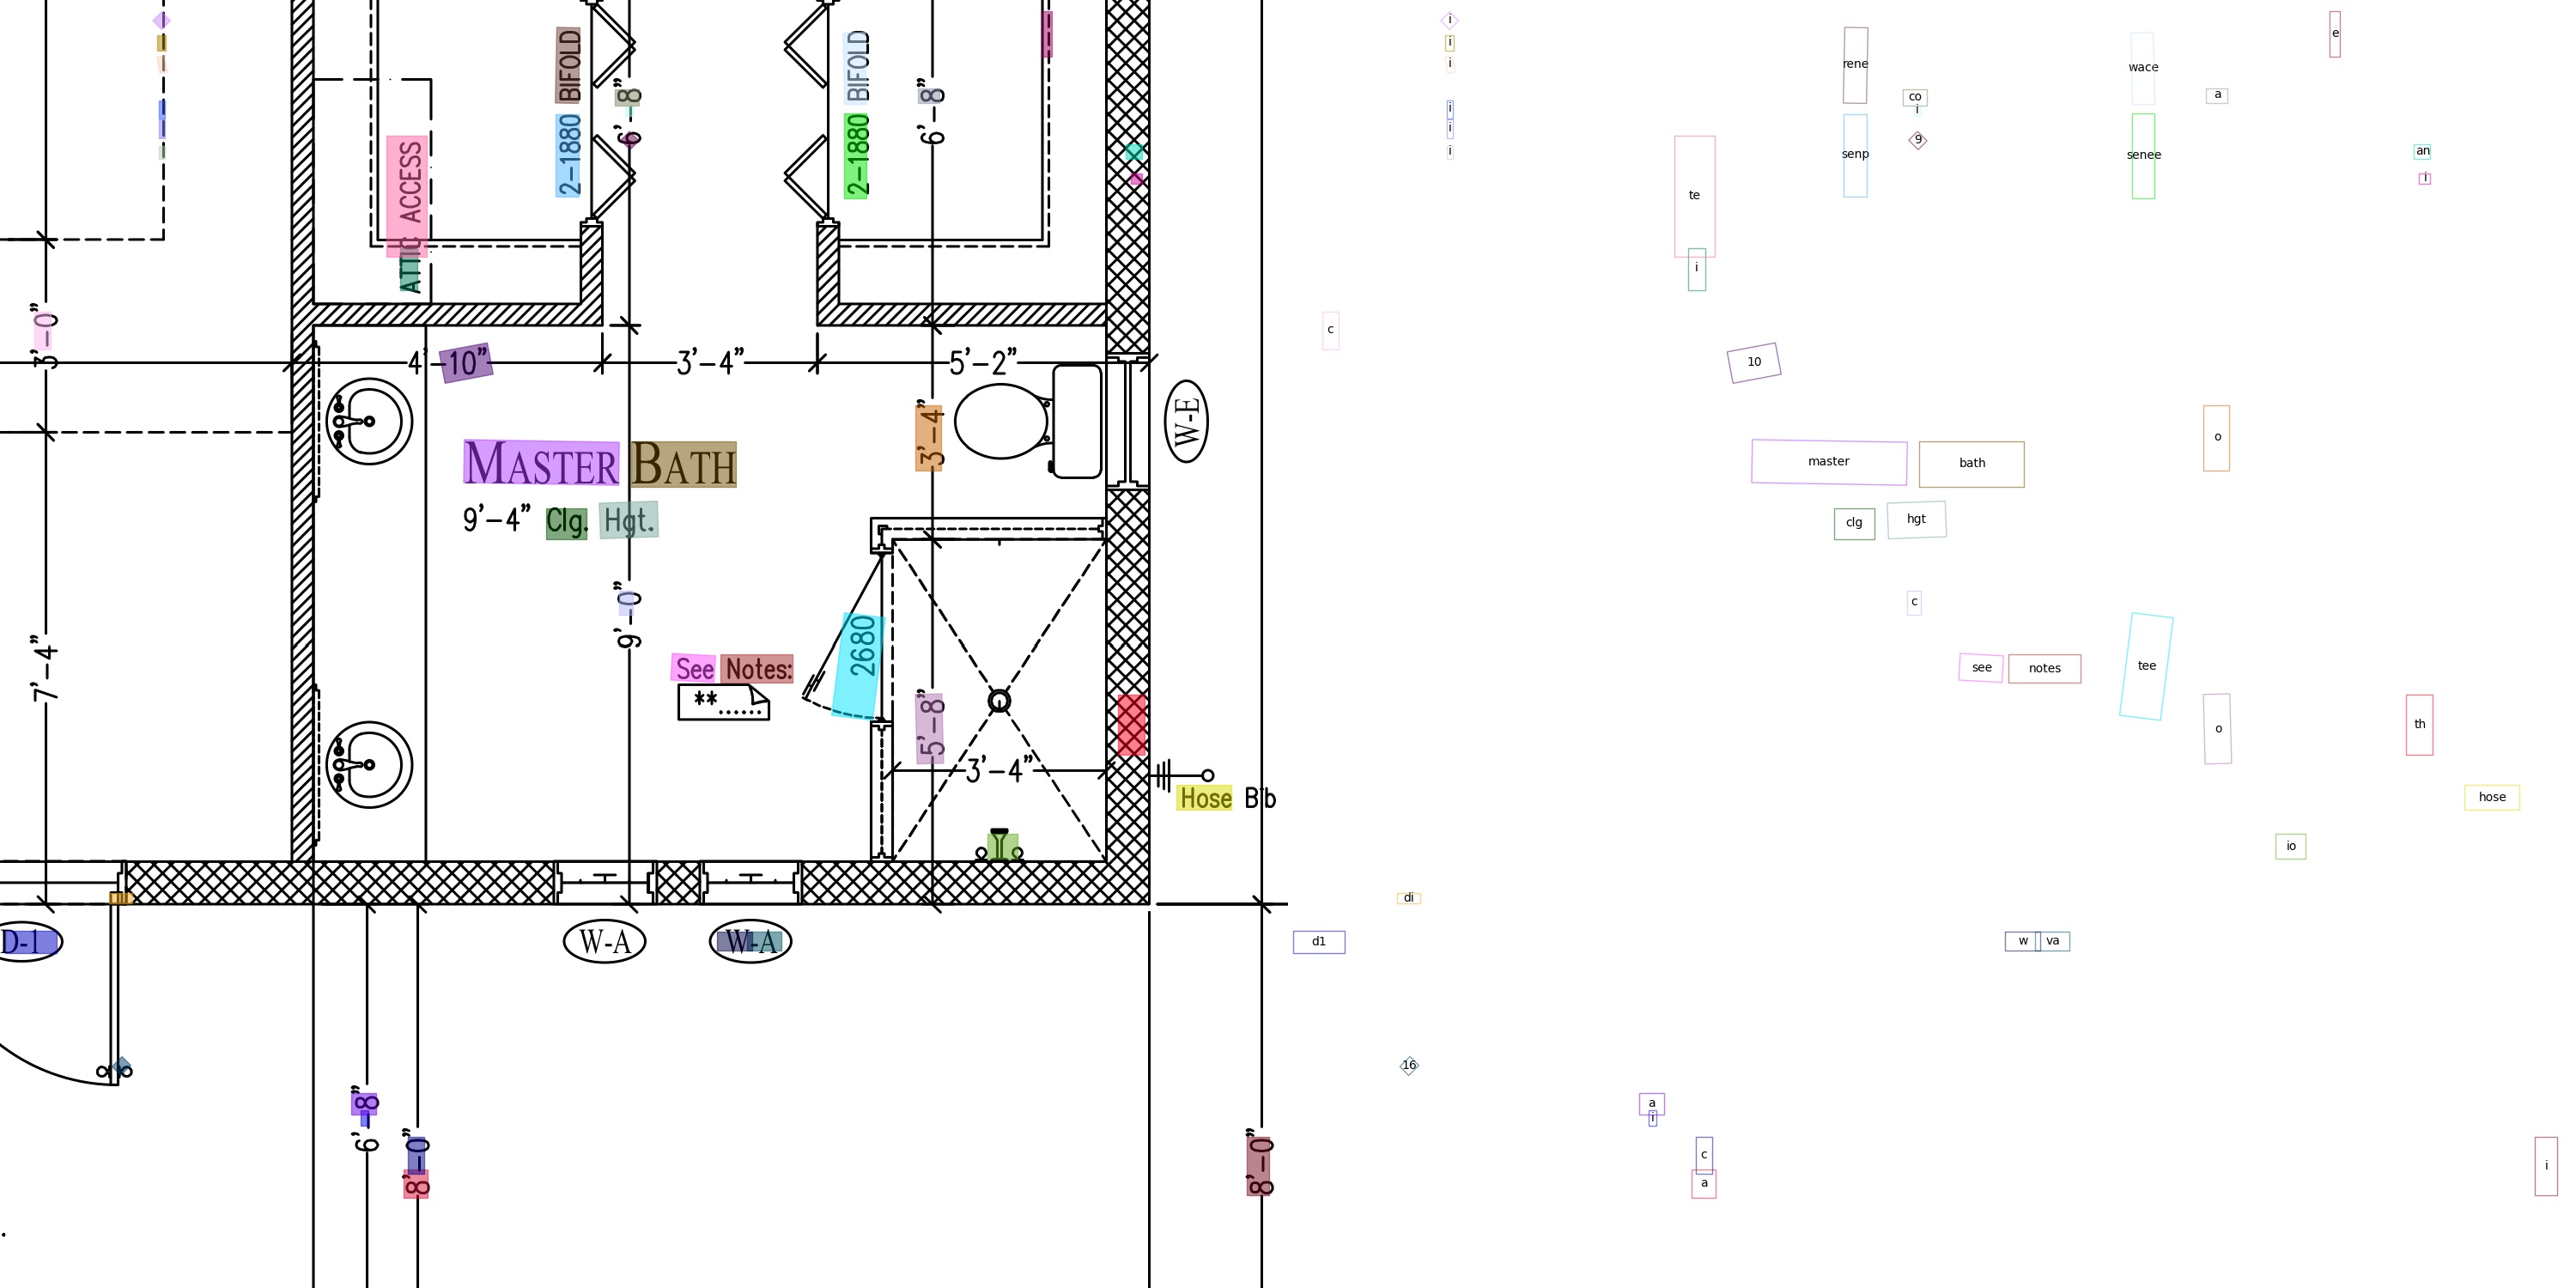 BIFOLD
BIFOLD
2-1880
2-1880
6'-8"
6'-8"
ATTIC ACCESS
3'-0"
4'-10"
3'-4"
5'-2"
W-E
3'-4"
MASTER BATH
9'-4" Clg. Hgt.
9'-0"
7'-4"
See Notes:
**......
2680
5'-8"
3'-4"
Hose Bib
D-1
W-A
W-A
6'-8"
8'-0"
8'-0"
i
i
i
i
i
i
rene
wace
e
co
i
a
senp
9
senee
an
i
te
i
c
10
o
master
bath
clg
hgt
c
see
notes
tee
o
th
hose
io
di
d1
w
va
16
a
i
c
a
i